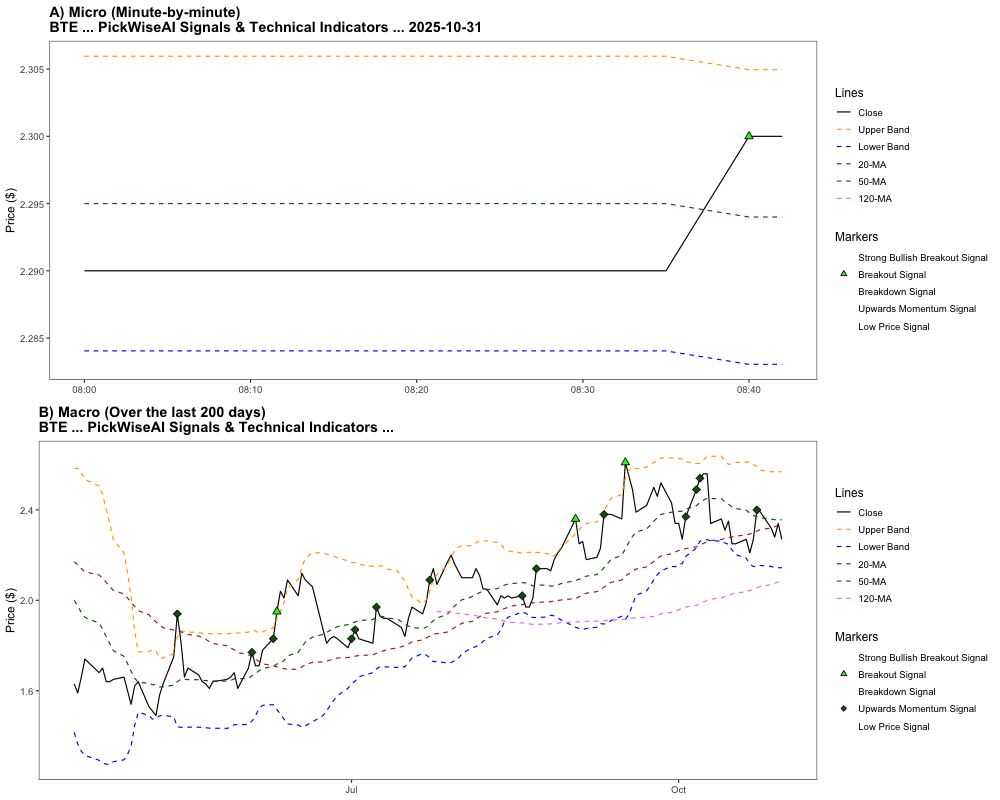 A) Micro (Minute-by-minute)
BTE ... PickWiseAI Signals & Technical Indicators ... 2025-10-31
Price ($)
2.305
2.300
2.295
2.290
2.285
08:00 08:10 08:20 08:30 08:40
Lines
Close
Upper Band
Lower Band
20-MA
50-MA
120-MA
Markers
Strong Bullish Breakout Signal
Breakout Signal
Breakdown Signal
Upwards Momentum Signal
Low Price Signal
B) Macro (Over the last 200 days)
BTE ... PickWiseAI Signals & Technical Indicators ...
Price ($)
2.4
2.0
1.6
Jul Oct
Lines
Close
Upper Band
Lower Band
20-MA
50-MA
120-MA
Markers
Strong Bullish Breakout Signal
Breakout Signal
Breakdown Signal
Upwards Momentum Signal
Low Price Signal